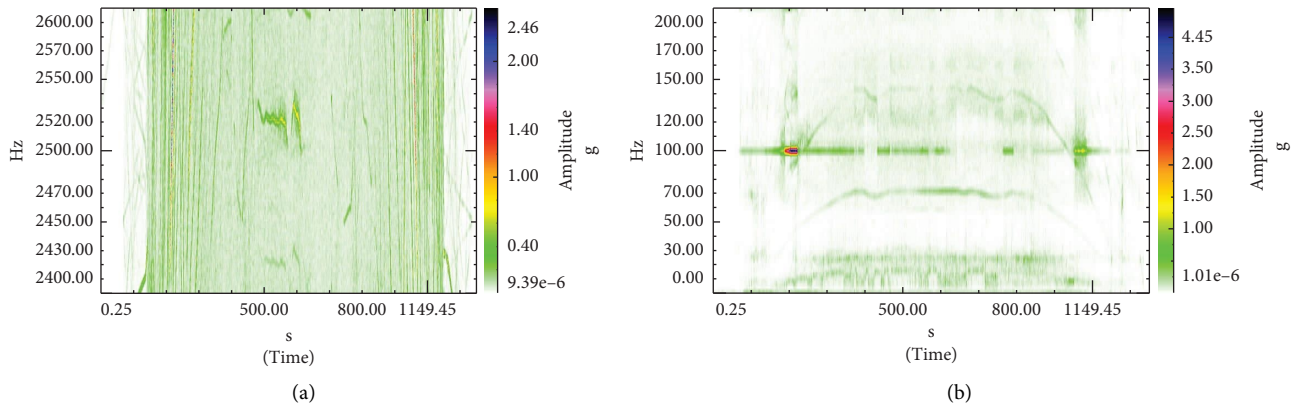 2600.00
2570.00
2550.00
2520.00
2500.00
2470.00
2450.00
2430.00
2400.00
Hz
0.25
500.00
800.00
1149.45
s
(Time)
2.46
2.00
1.40
1.00
0.40
9.39e–6
Amplitude
g
(a)
200.00
170.00
150.00
120.00
100.00
70.00
50.00
30.00
0.00
Hz
0.25
500.00
800.00
1149.45
s
(Time)
4.45
3.50
3.00
2.50
2.00
1.50
1.00
1.01e–6
Amplitude
g
(b)